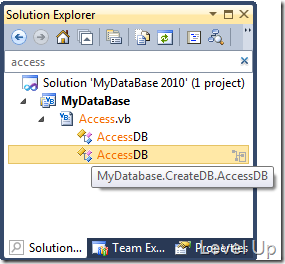 Solution Explorer
access
Solution 'MyDataBase 2010' (1 project)
MyDataBase
Access.vb
AccessDB
AccessDB
MyDatabase.CreateDB.AccessDB
Solution... Team Ex... Properties
Level Up